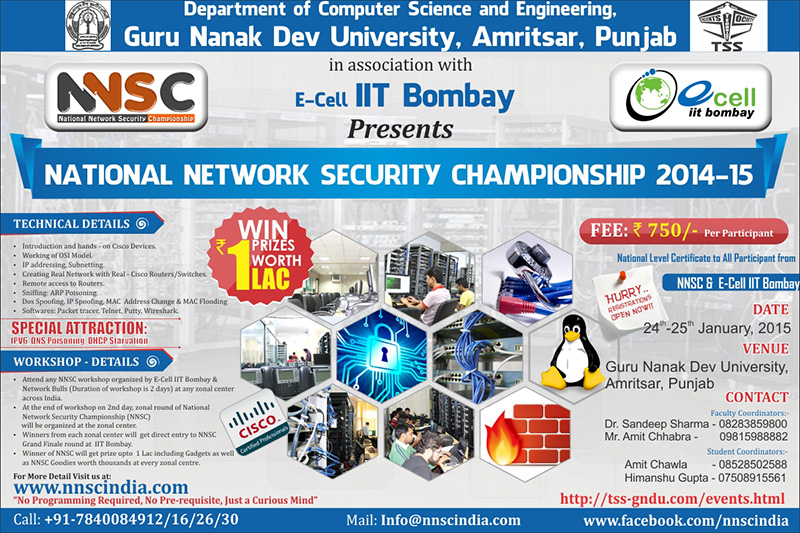 Department of Computer Science and Engineering,
Guru Nanak Dev University, Amritsar, Punjab
TSS
in association with
E-Cell IIT Bombay
Presents
NNSC
National Network Security Championship
ecell
iit bombay
NATIONAL NETWORK SECURITY CHAMPIONSHIP 2014-15
TECHNICAL DETAILS
• Introduction and hands - on Cisco Devices.
• Working of OSI Model.
• IP addressing, Subnetting.
• Creating Real Network with Real - Cisco Routers/Switches.
• Remote access to Routers.
• Sniffing: ARP Poisoning.
• Dos Spoofing, IP Spoofing, MAC Address Change & MAC Flooding
• Softwares: Packet tracer, Telnet, Putty, Wireshark.
SPECIAL ATTRACTION:
IPVG DNS Poisoning DHCP Starvation
WORKSHOP - DETAILS
• Attend any NNSC workshop organized by E-Cell IIT Bombay &
Network Bulls (Duration of workshop is 2 days) at any zonal center
across India.
• At the end of workshop on 2nd day, zonal round of National
Network Security Championship (NNSC)
will be organized at the zonal center.
• Winners from each zonal center will get direct entry to NNSC
Grand Finale round at IIT Bombay.
• Winner of NNSC will get prize upto 1 Lac including Gadgets as well
as NNSC Goodies worth thousands at every zonal centre.
For More Detail Visit us at:
www.nnscindia.com
"No Programming Required, No Pre-requisite, Just a Curious Mind"
WIN
PRIZES
WORTH
₹ 1 LAC
CISCO
Certified Professionals
FEE: ₹ 750/- Per Participant
National Level Certificate to All Participant from
NNSC & E-Cell IIT Bombay
HURRY..
REGISTRATIONS
OPEN NOW!!
DATE
24th-25th January, 2015
VENUE
Guru Nanak Dev University,
Amritsar, Punjab
CONTACT
Faculty Coordinators:-
Dr. Sandeep Sharma - 08283859800
Mr. Amit Chhabra - 09815988882
Student Coordinators:-
Amit Chawla - 08528502588
Himanshu Gupta - 07508915561
http://tss-gndu.com/events.html
Call: +91-7840084912/16/26/30
Mail: Info@nnscindia.com
www.facebook.com/nnscindia